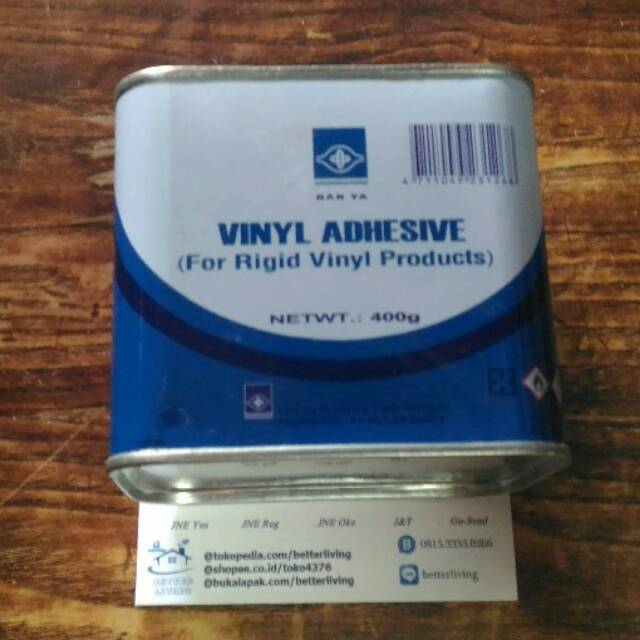 NAN YA
VINYL ADHESIVE
(For Rigid Vinyl Products)
NETWT.: 400g
JNE Yes JNE Reg JNE Oke J&T Go-Send
@tokopedia.com/betterliving
@shopee.co.id/toko4376
@bukalapak.com/betterliving
0815.3333.0266
betterliving